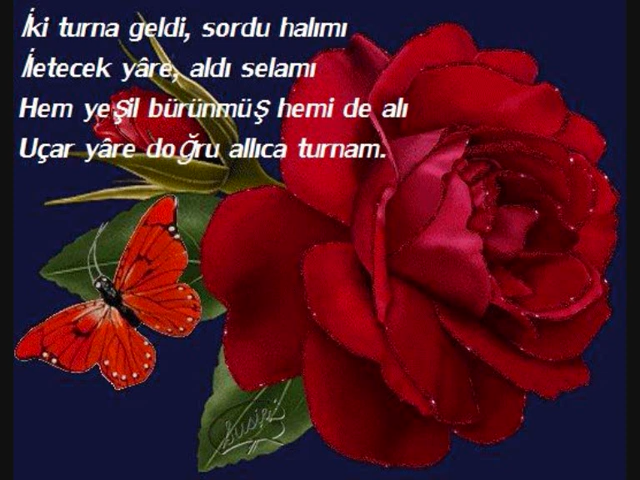 İki turna geldi, sordu halımı
İletecek yâre, aldı selamı
Hem yeşil bürünmüş hemi de alı
Uçar yâre doğru allıca turnam.